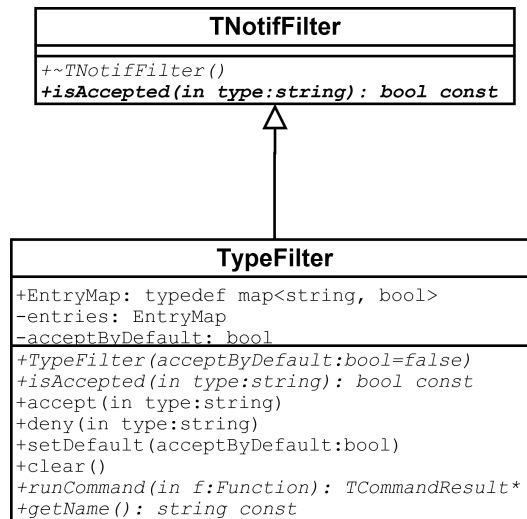 TNotifFilter
+~TNotifFilter()
+isAccepted(in type:string): bool const
TypeFilter
+EntryMap: typedef map<string, bool>
-entries: EntryMap
-acceptByDefault: bool
+TypeFilter(acceptByDefault:bool=false)
+isAccepted(in type:string): bool const
+accept(in type:string)
+deny(in type:string)
+setDefault(acceptByDefault:bool)
+clear()
+runCommand(in f:Function): TCommandResult*
+getName(): string const